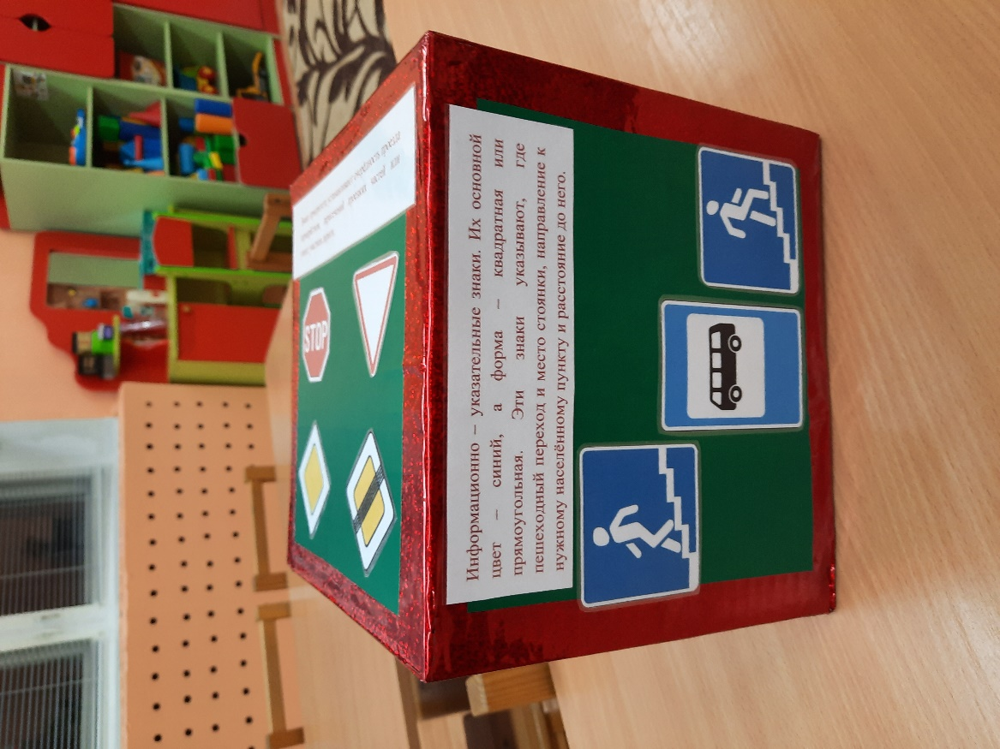 Информационно – указательные знаки. Их основной
цвет – синий, а форма – квадратная или
прямоугольная. Эти знаки указывают, где
пешеходный переход и место стоянки, направление к
нужному населённому пункту и расстояние до него.
STOP